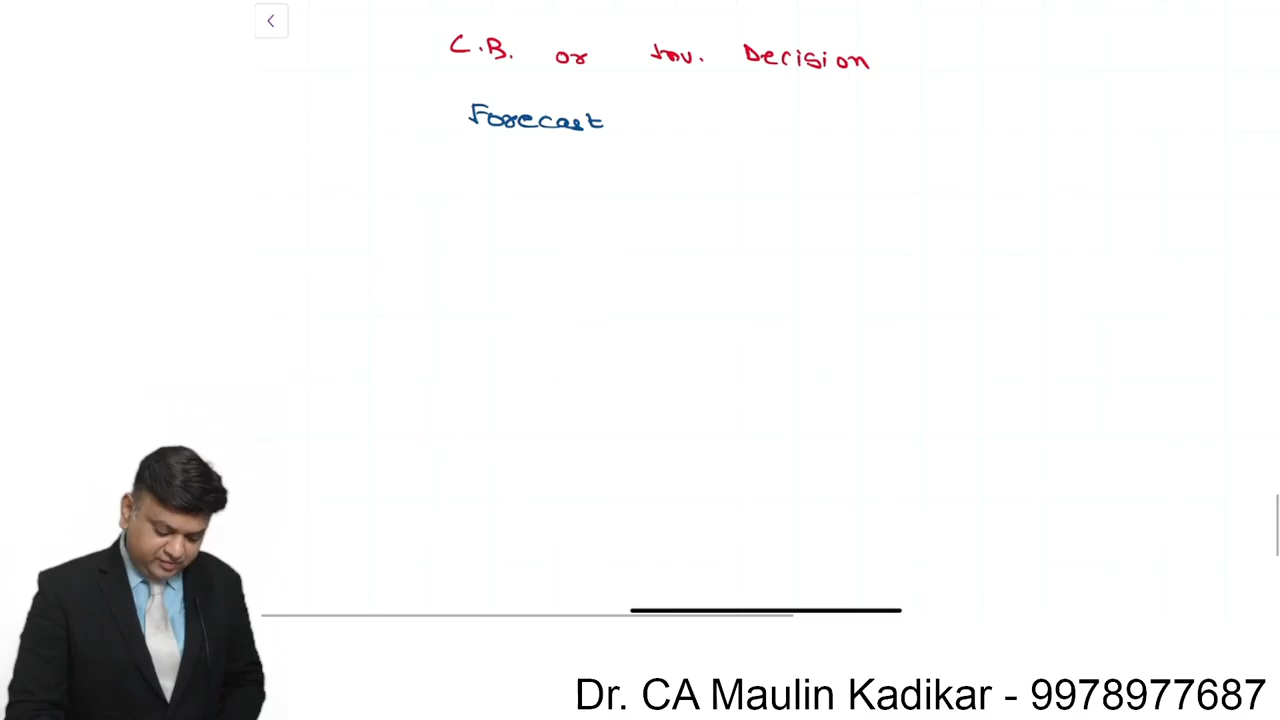 C.B. or Inv. Decision
Forecast
Dr. CA Maulin Kadikar - 9978977687